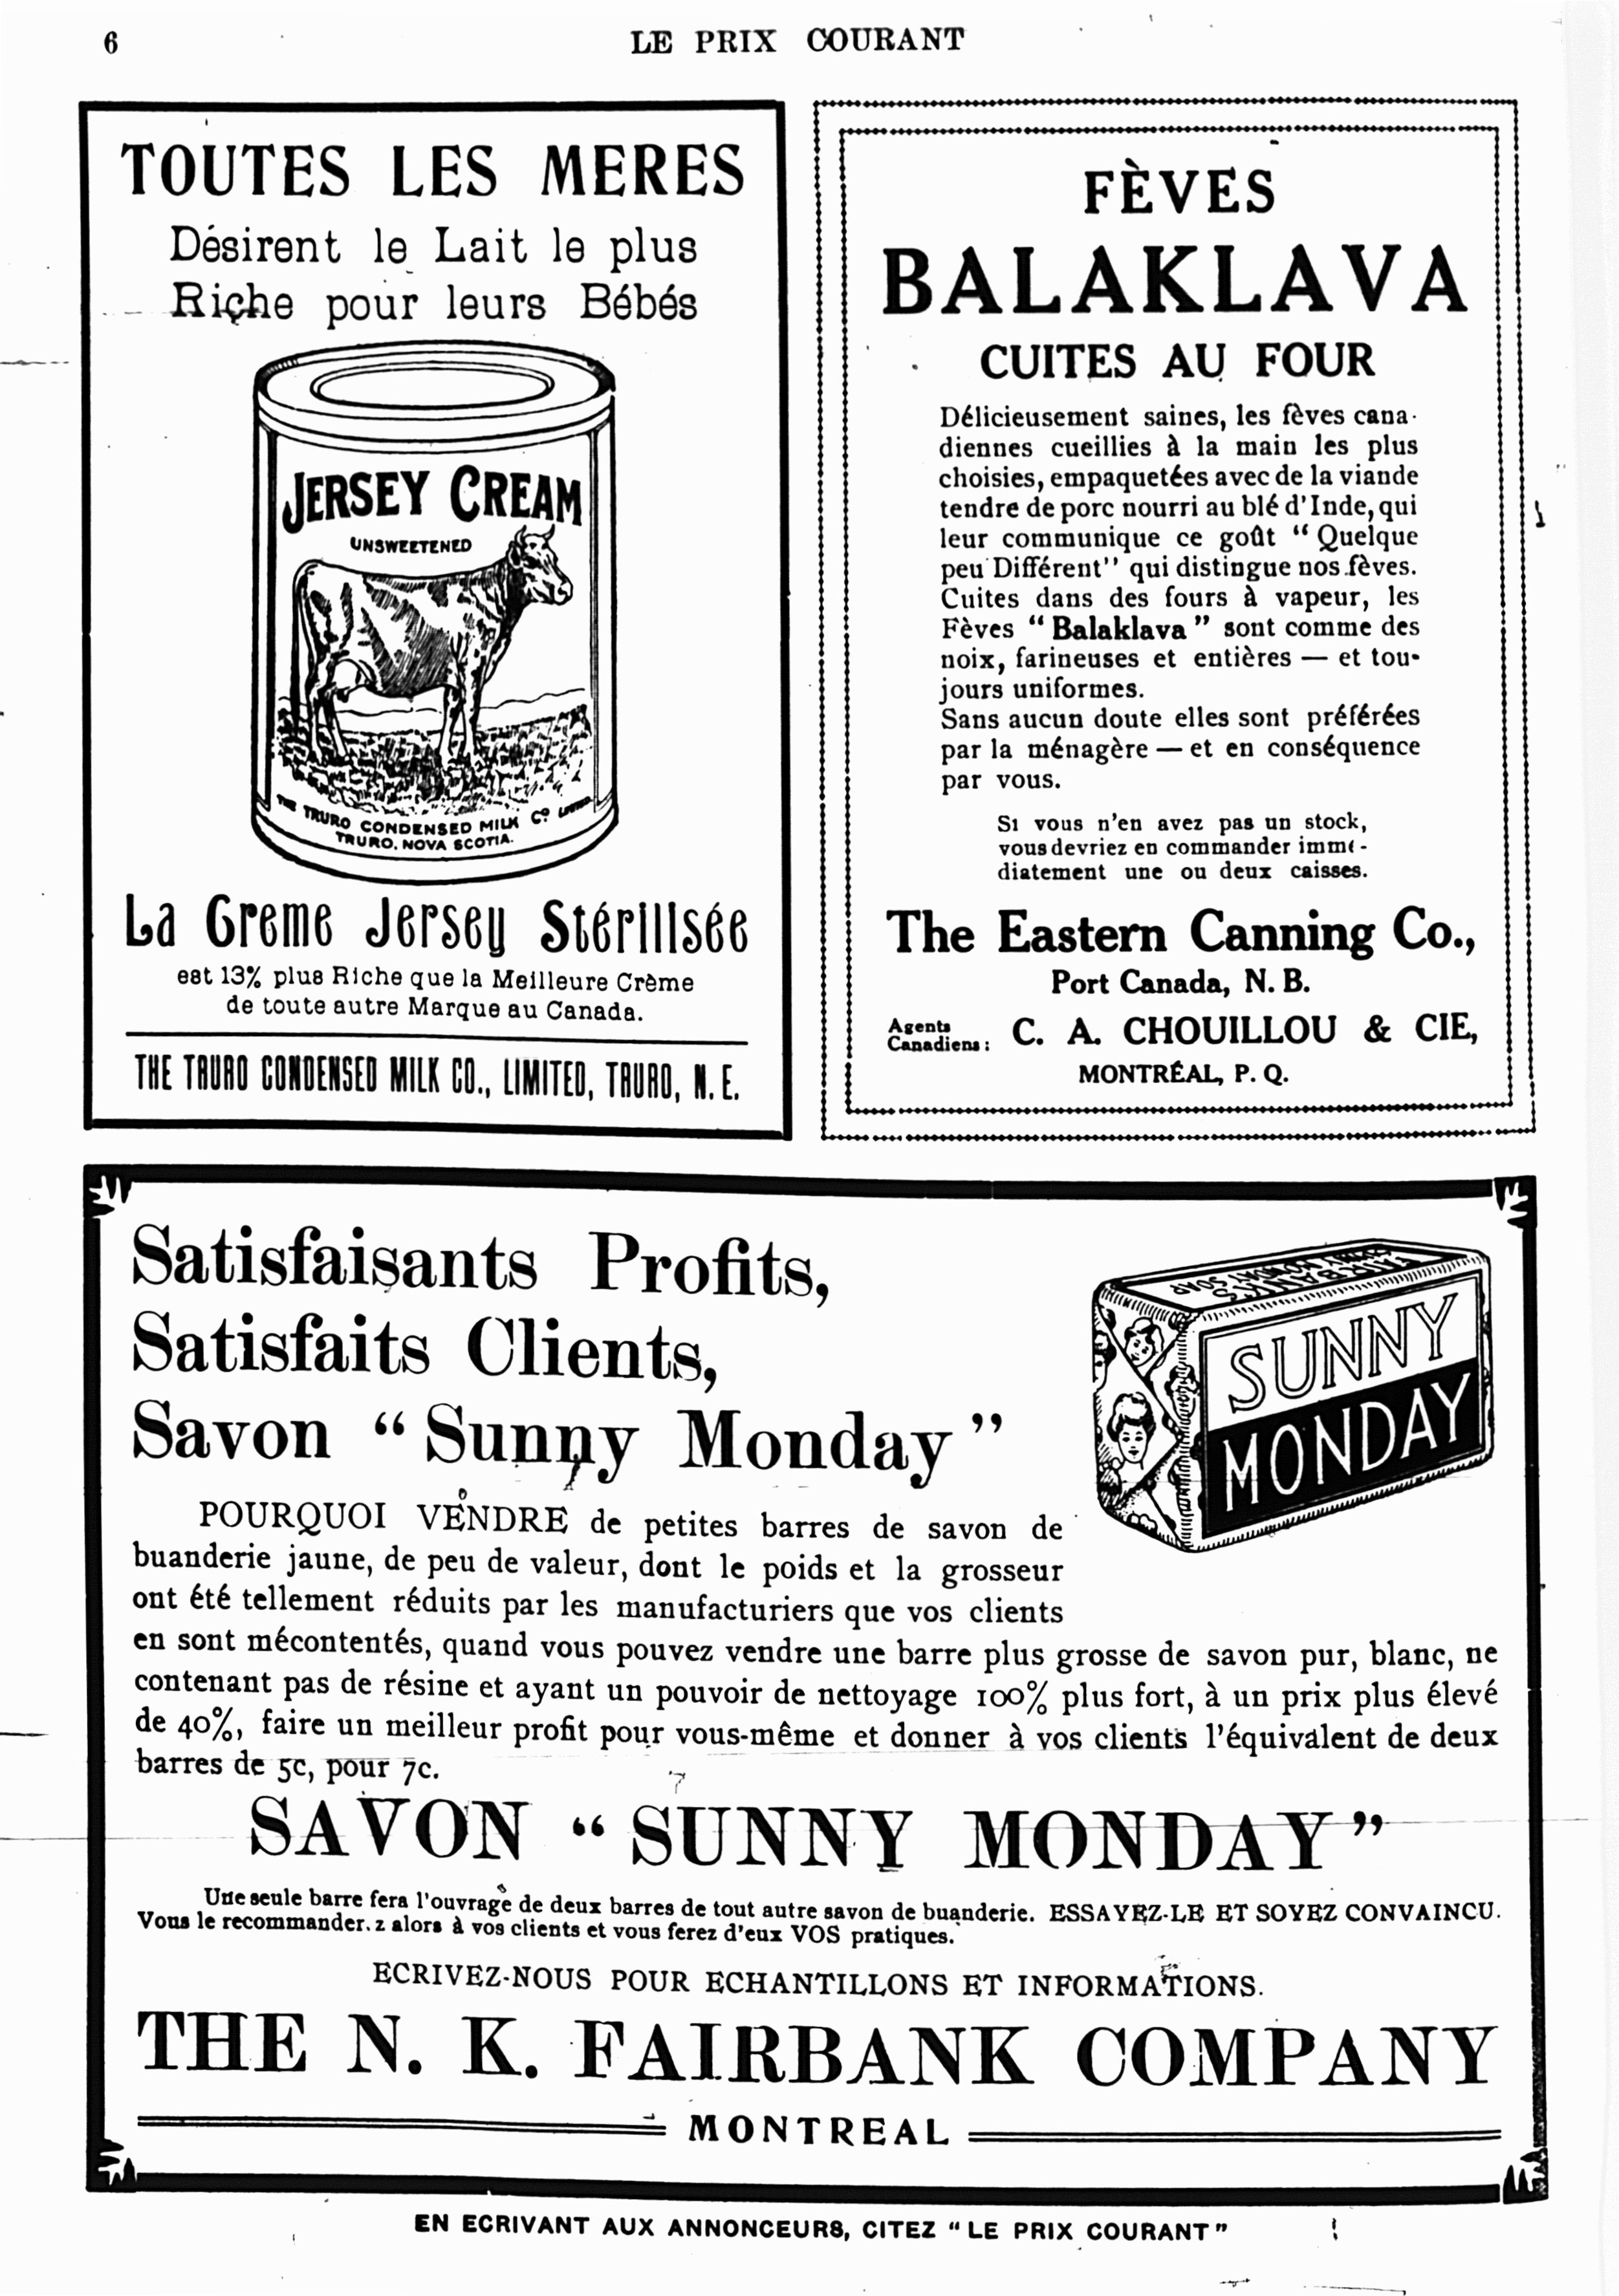 6
LE PRIX COURANT
TOUTES LES MERES
Désirent le Lait le plus
Riche pour leurs Bébés
JERSEY CREAM
UNSWEETENED
THE TRURO CONDENSED MILK Co. LIMITED
TRURO, NOVA SCOTIA.
La Creme Jersey Stérilisée
est 13% plus Riche que la Meilleure Crème
de toute autre Marque au Canada.
THE TRURO CONDENSED MILK CO., LIMITED, TRURO, N. E.
FÈVES
BALAKLAVA
CUITES AU FOUR
Délicieusement saines, les fèves cana-
diennes cueillies à la main les plus
choisies, empaquetées avec de la viande
tendre de porc nourri au blé d'Inde, qui
leur communique ce goût "Quelque
peu Différent" qui distingue nos fèves.
Cuites dans des fours à vapeur, les
Fèves "Balaklava" sont comme des
noix, farineuses et entières — et tou-
jours uniformes.
Sans aucun doute elles sont préférées
par la ménagère — et en conséquence
par vous.
Si vous n'en avez pas un stock,
vous devriez en commander immé-
diatement une ou deux caisses.
The Eastern Canning Co.,
Port Canada, N. B.
Agents
Canadiens: C. A. CHOUILLOU & CIE,
MONTRÉAL, P. Q.
Satisfaisants Profits,
Satisfaits Clients,
Savon "Sunny Monday"
SUNNY
MONDAY
POURQUOI VENDRE de petites barres de savon de
buanderie jaune, de peu de valeur, dont le poids et la grosseur
ont été tellement réduits par les manufacturiers que vos clients
en sont mécontentés, quand vous pouvez vendre une barre plus grosse de savon pur, blanc, ne
contenant pas de résine et ayant un pouvoir de nettoyage 100% plus fort, à un prix plus élevé
de 40%, faire un meilleur profit pour vous-même et donner à vos clients l'équivalent de deux
barres de 5c, pour 7c.
SAVON "SUNNY MONDAY"
Une seule barre fera l'ouvrage de deux barres de tout autre savon de buanderie. ESSAYEZ-LE ET SOYEZ CONVAINCU.
Vous le recommanderez alors à vos clients et vous ferez d'eux VOS pratiques.
ECRIVEZ-NOUS POUR ECHANTILLONS ET INFORMATIONS.
THE N. K. FAIRBANK COMPANY
MONTREAL
EN ECRIVANT AUX ANNONCEURS, CITEZ "LE PRIX COURANT"